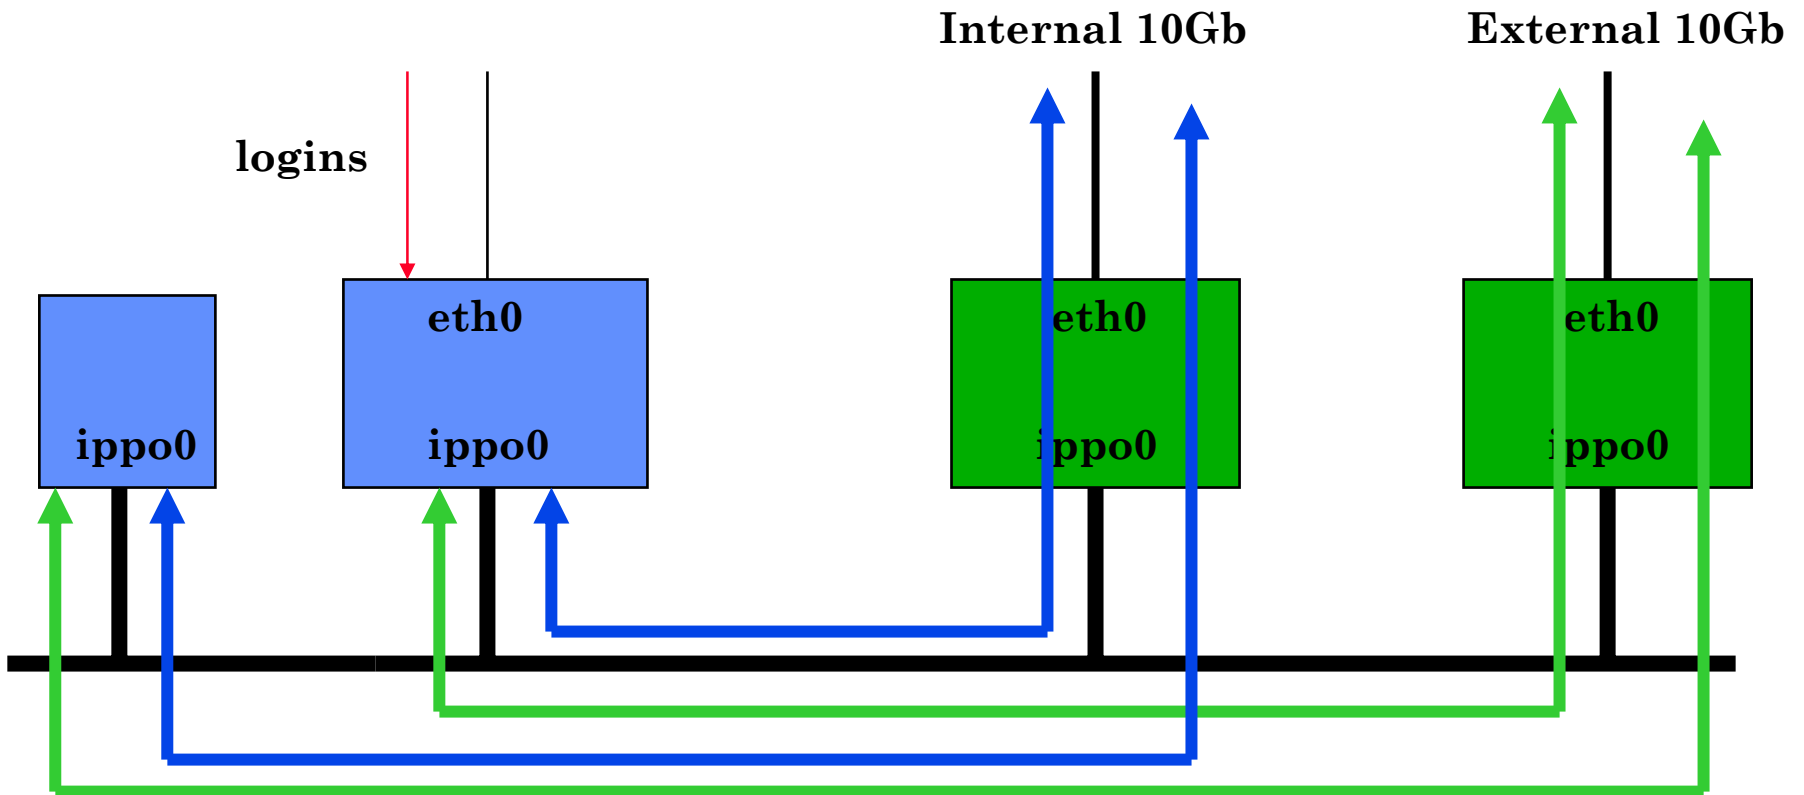 Internal 10Gb
External 10Gb
logins
eth0
eth0
eth0
ippo0
ippo0
ippo0
ippo0